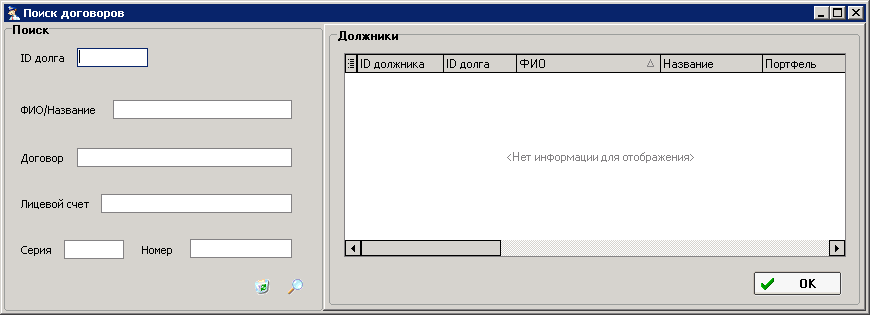 Поиск договоров
Поиск
ID долга
ФИО/Название
Договор
Лицевой счет
Серия
Номер
Должники
ID должника ID долга ФИО Название Портфель
<Нет информации для отображения>
OK